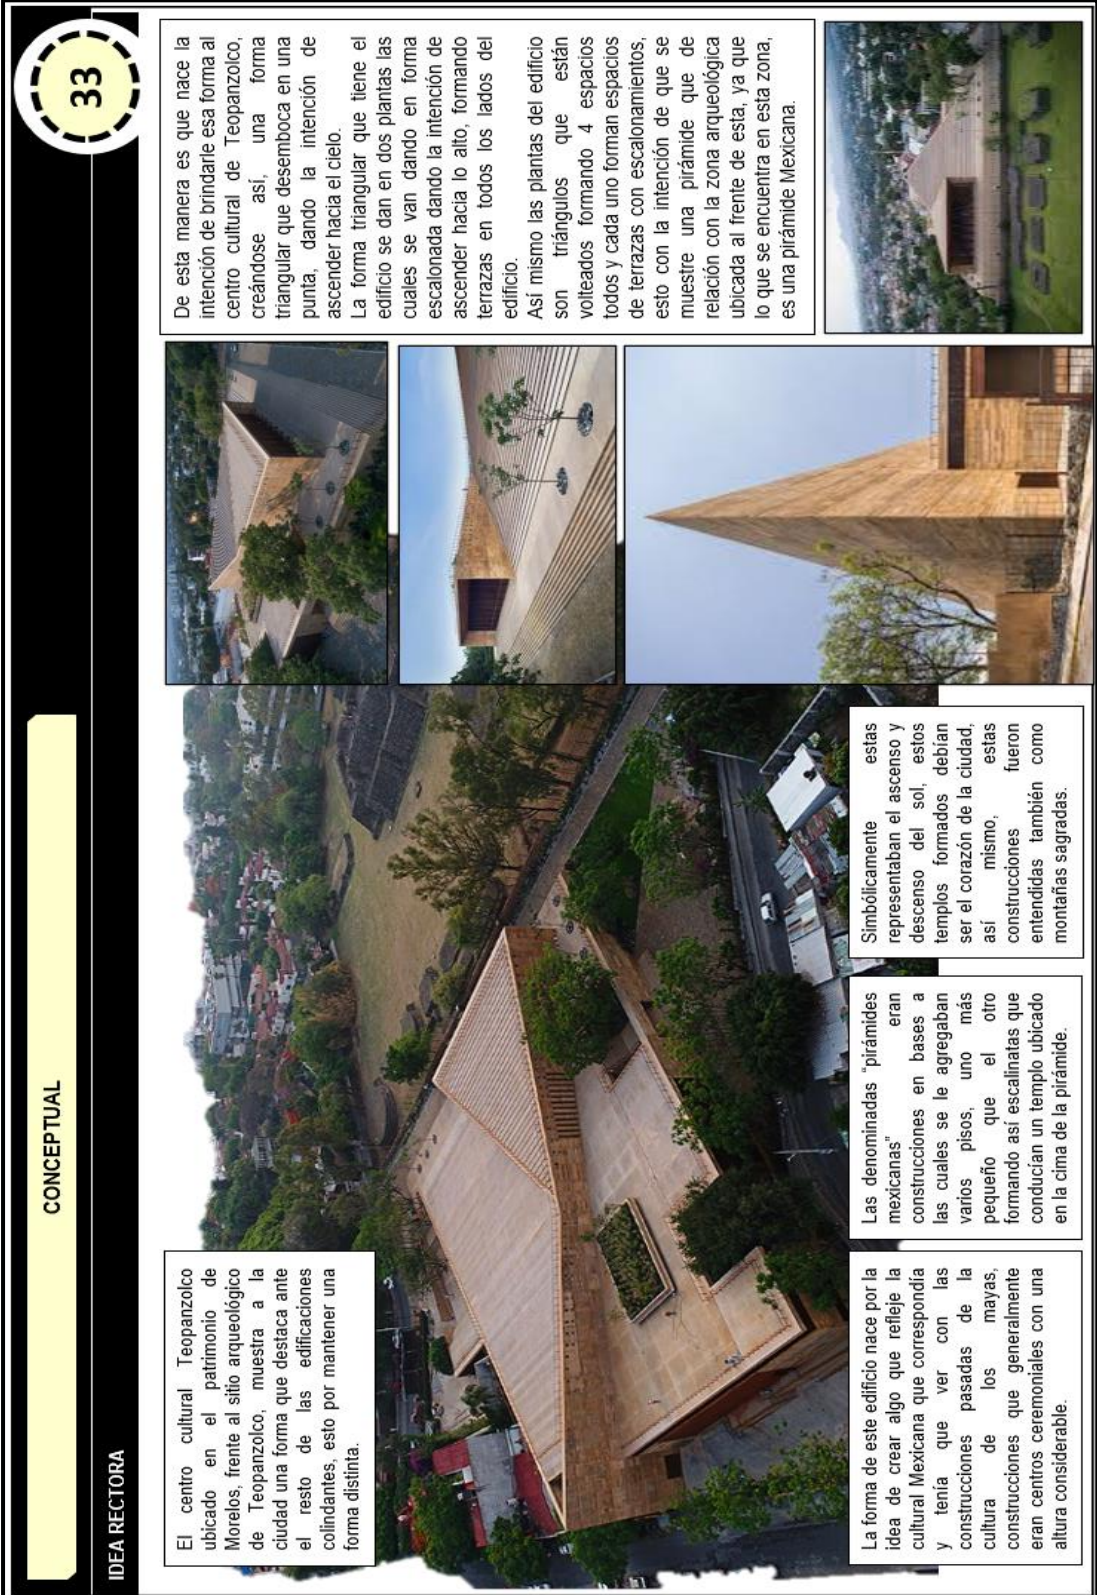 CONCEPTUAL
33
IDEA RECTORA
El centro cultural Teopanzolco
ubicado en el patrimonio de
Morelos, frente al sitio arqueológico
de Teopanzolco, muestra a la
ciudad una forma que destaca ante
el resto de las edificaciones
colindantes, esto por mantener una
forma distinta.
La forma de este edificio nace por la
idea de crear algo que refleje la
cultural Mexicana que correspondía
y tenía que ver con las
construcciones pasadas de la
cultura de los mayas,
construcciones que generalmente
eran centros ceremoniales con una
altura considerable.
Las denominadas “pirámides
mexicanas” eran
construcciones en bases a
las cuales se le agregaban
varios pisos, uno más
pequeño que el otro
formando así escalinatas que
conducían un templo ubicado
en la cima de la pirámide.
Simbólicamente estas
representaban el ascenso y
descenso del sol, estos
templos formados debían
ser el corazón de la ciudad,
así mismo, estas
construcciones fueron
entendidas también como
montañas sagradas.
De esta manera es que nace la
intención de brindarle esa forma al
centro cultural de Teopanzolco,
creándose así, una forma
triangular que desemboca en una
punta, dando la intención de
ascender hacia el cielo.
La forma triangular que tiene el
edificio se dan en dos plantas las
cuales se van dando en forma
escalonada dando la intención de
ascender hacia lo alto, formando
terrazas en todos los lados del
edificio.
Así mismo las plantas del edificio
son triángulos que están
volteados formando 4 espacios
todos y cada uno forman espacios
de terrazas con escalonamientos,
esto con la intención de que se
muestre una pirámide que de
relación con la zona arqueológica
ubicada al frente de esta, ya que
lo que se encuentra en esta zona,
es una pirámide Mexicana.